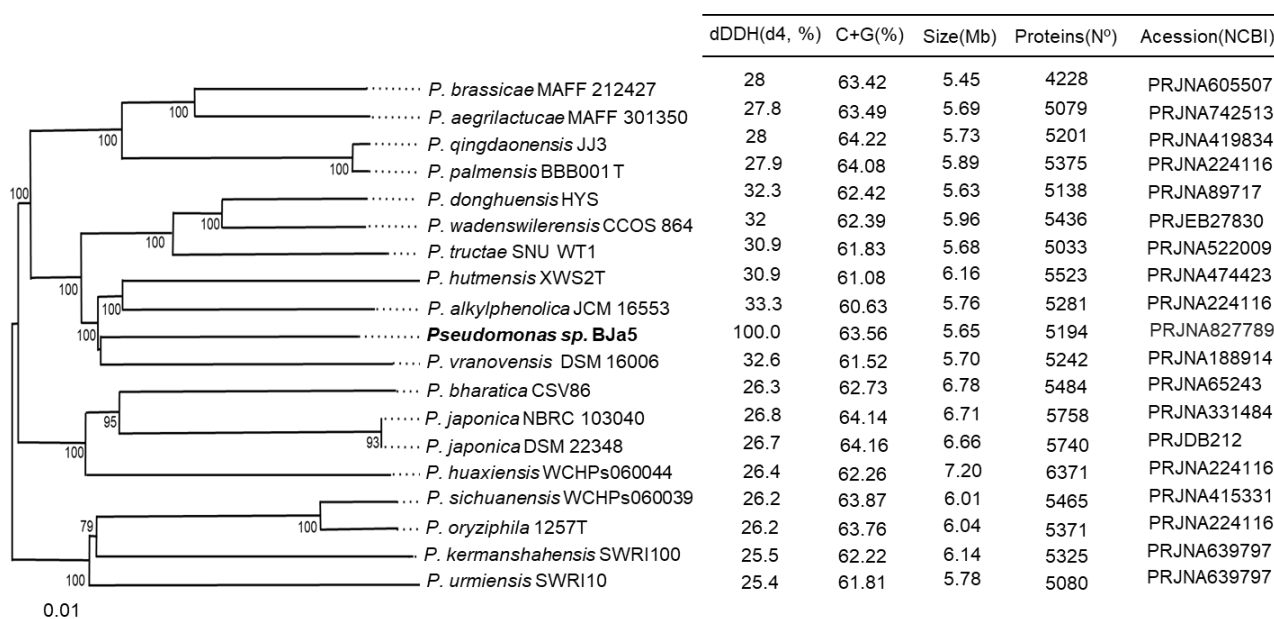 dDDH(d4, %) C+G(%) Size(Mb) Proteins(Nº) Acession(NCBI)
P. brassicae MAFF 212427 28 63.42 5.45 4228 PRJNA605507
100
P. aegrilactucae MAFF 301350 27.8 63.49 5.69 5079 PRJNA742513
100
P. qingdaonensis JJ3 28 64.22 5.73 5201 PRJNA419834
100 P. palmensis BBB001 T 27.9 64.08 5.89 5375 PRJNA224116
100
P. donghuensis HYS 32.3 62.42 5.63 5138 PRJNA89717
100
P. wadenswilerensis CCOS 864 32 62.39 5.96 5436 PRJEB27830
100
P. tructae SNU WT1 30.9 61.83 5.68 5033 PRJNA522009
100
P. hutmensis XWS2T 30.9 61.08 6.16 5523 PRJNA474423
100
P. alkylphenolica JCM 16553 33.3 60.63 5.76 5281 PRJNA224116
Pseudomonas sp. BJa5 100.0 63.56 5.65 5194 PRJNA827789
100
P. vranovensis DSM 16006 32.6 61.52 5.70 5242 PRJNA188914
P. bharatica CSV86 26.3 62.73 6.78 5484 PRJNA65243
95
P. japonica NBRC 103040 26.8 64.14 6.71 5758 PRJNA331484
93 P. japonica DSM 22348 26.7 64.16 6.66 5740 PRJDB212
100
P. huaxiensis WCHPs060044 26.4 62.26 7.20 6371 PRJNA224116
P. sichuanensis WCHPs060039 26.2 63.87 6.01 5465 PRJNA415331
79 100
P. oryziphila 1257T 26.2 63.76 6.04 5371 PRJNA224116
P. kermanshahensis SWRI100 25.5 62.22 6.14 5325 PRJNA639797
100
P. urmiensis SWRI10 25.4 61.81 5.78 5080 PRJNA639797
0.01